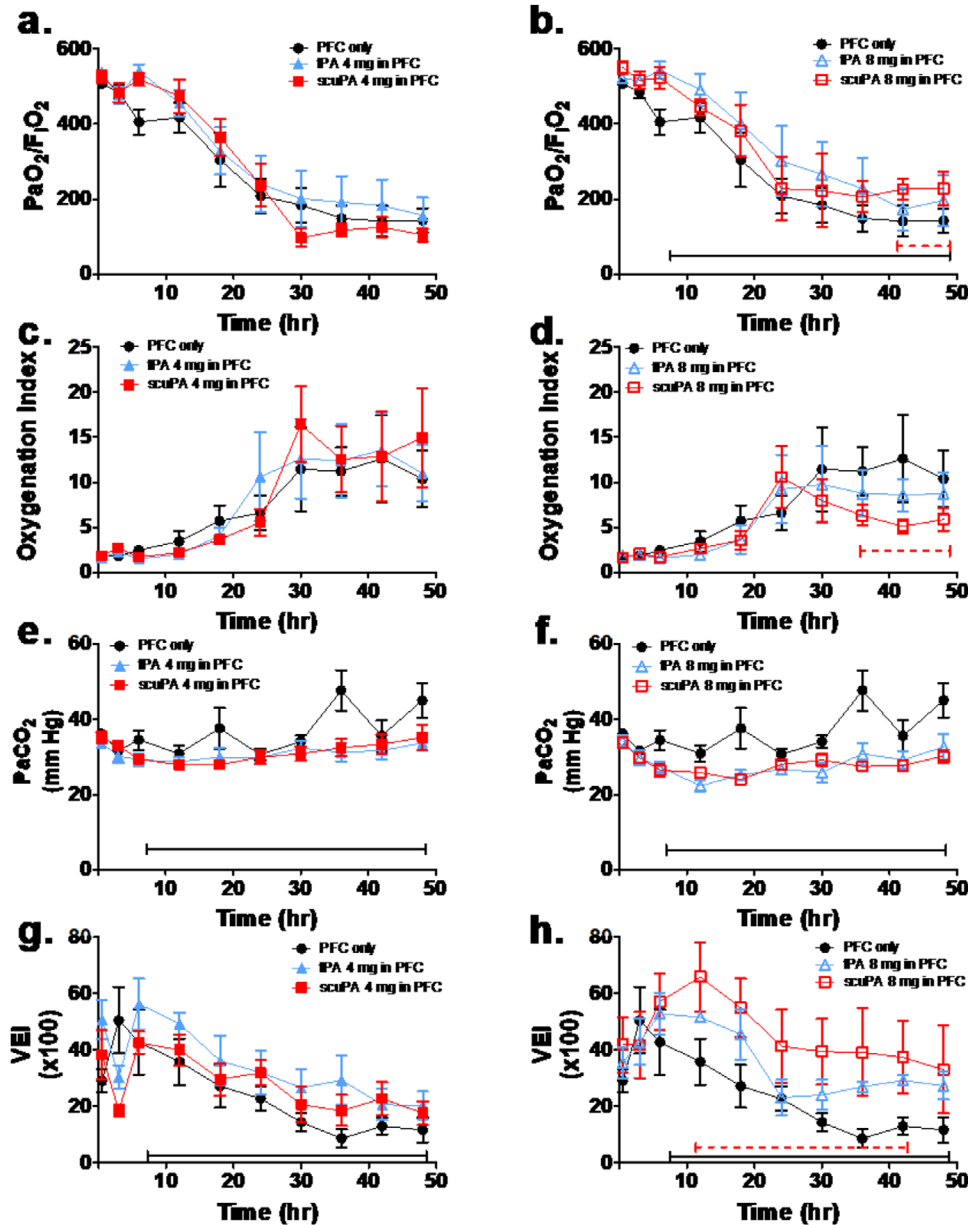 a.
PaO2/FIO2
600
400
200
0
PFC only
tPA 4 mg in PFC
scuPA 4 mg in PFC
10 20 30 40 50
Time (hr)
b.
PaO2/FIO2
600
400
200
0
PFC only
tPA 8 mg in PFC
scuPA 8 mg in PFC
10 20 30 40 50
Time (hr)
c.
Oxygenation Index
25
20
15
10
5
0
PFC only
tPA 4 mg in PFC
scuPA 4 mg in PFC
10 20 30 40 50
Time (hr)
d.
Oxygenation Index
25
20
15
10
5
0
PFC only
tPA 8 mg in PFC
scuPA 8 mg in PFC
10 20 30 40 50
Time (hr)
e.
PaCO2
(mm Hg)
60
40
20
0
PFC only
tPA 4 mg in PFC
scuPA 4 mg in PFC
10 20 30 40 50
Time (hr)
f.
PaCO2
(mm Hg)
60
40
20
0
PFC only
tPA 8 mg in PFC
scuPA 8 mg in PFC
10 20 30 40 50
Time (hr)
g.
VEI
(x100)
80
60
40
20
0
PFC only
tPA 4 mg in PFC
scuPA 4 mg in PFC
10 20 30 40 50
Time (hr)
h.
VEI
(x100)
80
60
40
20
0
PFC only
tPA 8 mg in PFC
scuPA 8 mg in PFC
10 20 30 40 50
Time (hr)